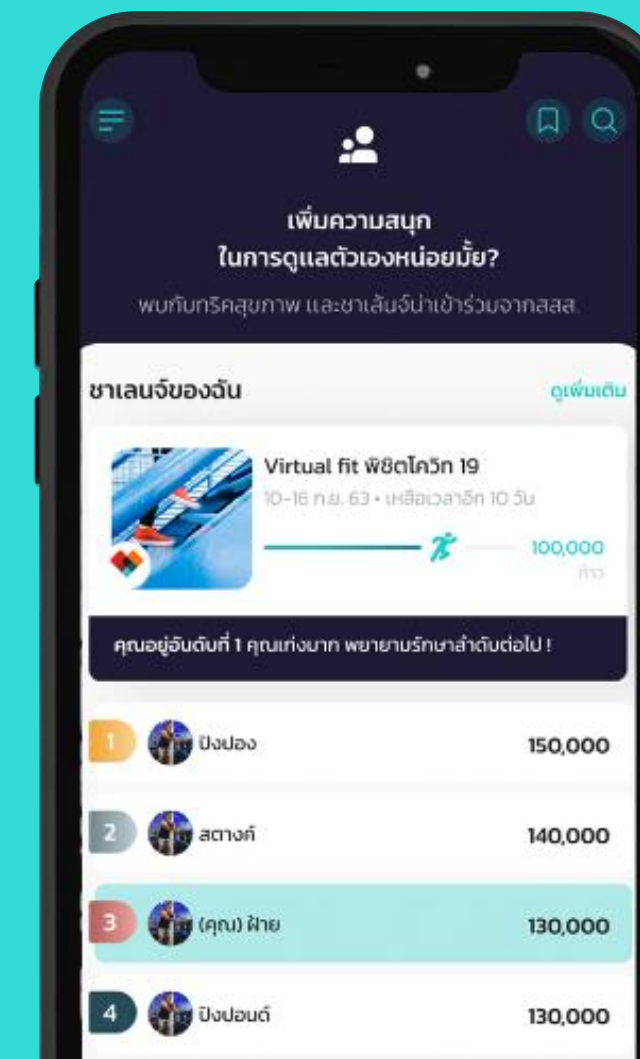 เพิ่มความสนุก
ในการดูแลตัวเองหน่อยมั้ย?
พบกับทริคสุขภาพ และชาเล้นจ์น่าเข้าร่วมจากสสส.
ชาเลนจ์ของฉัน
ดูเพิ่มเติม
Virtual fit พิชิตโควิท 19
10-16 ก.ย. 63 • เหลือเวลาอีก 10 วัน
100,000
ก้าว
คุณอยู่อันดับที่ 1 คุณเก่งมาก พยายามรักษาลำดับต่อไป !
1 ปิงปอง 150,000
2 สตางค์ 140,000
3 (คุณ) ฝ้าย 130,000
4 ปิงปอนด์ 130,000